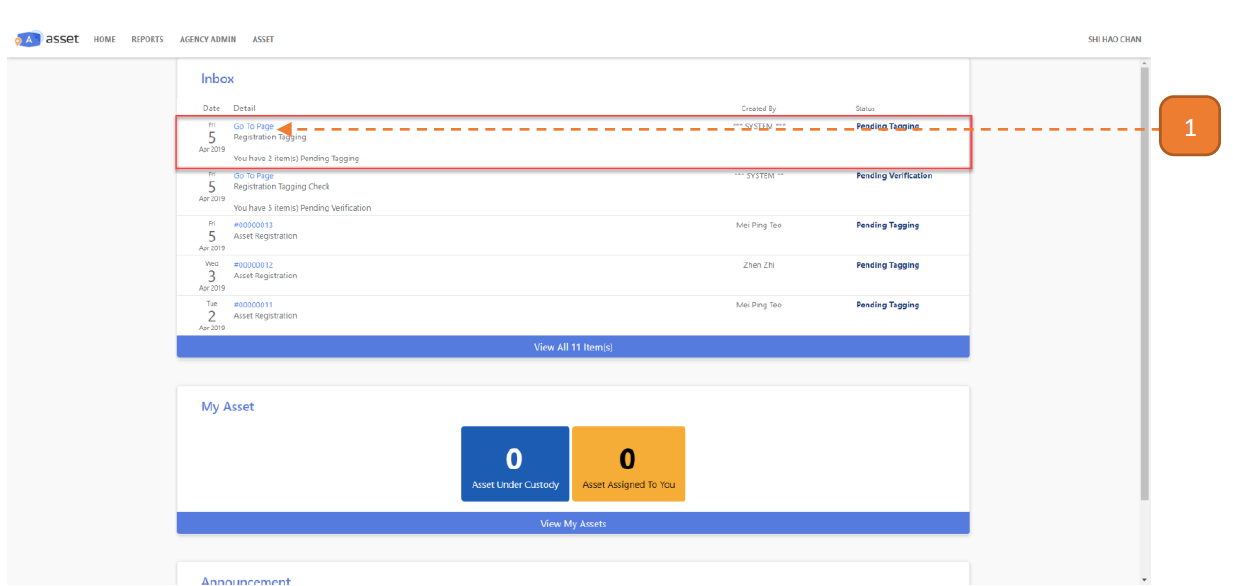 A asset HOME REPORTS AGENCY ADMIN ASSET SHI HAO CHAN
Inbox
Date Detail Created By Status
Fri Go To Page *** SYSTEM *** Pending Tagging
5 Registration Tagging
Apr 2019
You have 2 item(s) Pending Tagging
1
Fri Go To Page *** SYSTEM ** Pending Verification
5 Registration Tagging Check
Apr 2019
You have 5 item(s) Pending Verification
Fri #00000013 Mei Ping Teo Pending Tagging
5 Asset Registration
Apr 2019
Wed #00000012 Zhen Zhi Pending Tagging
3 Asset Registration
Apr 2019
Tue #00000011 Mei Ping Teo Pending Tagging
2 Asset Registration
Apr 2019
View All 11 Item(s)
My Asset
0 0
Asset Under Custody Asset Assigned To You
View My Assets
Announcement